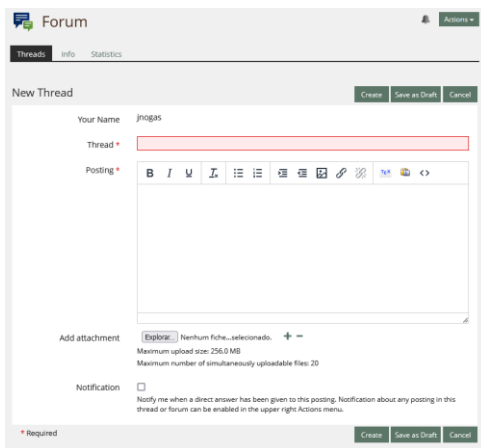 Forum
Actions
Threads Info Statistics
New Thread
Create Save as Draft Cancel
Your Name jnogas
Thread *
Posting *
B I U Tx TEX <>
Add attachment Explorar... Nenhum fiche...selecionado. + −
Maximum upload size: 256.0 MB
Maximum number of simultaneously uploadable files: 20
Notification
Notify me when a direct answer has been given to this posting. Notification about any posting in this
thread or forum can be enabled in the upper right Actions menu.
* Required
Create Save as Draft Cancel